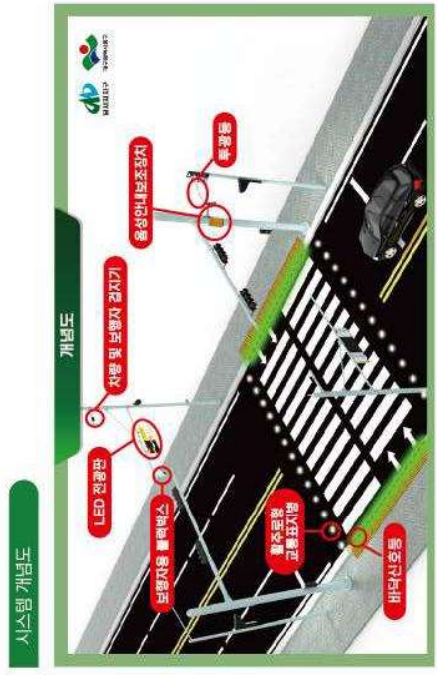 시스템 개념도
개념도
차량 및 보행자 검지기
LED 전광판
보행자용 블랙박스
음성안내보조장치
투광등
활주로형
교통표지병
바닥신호등